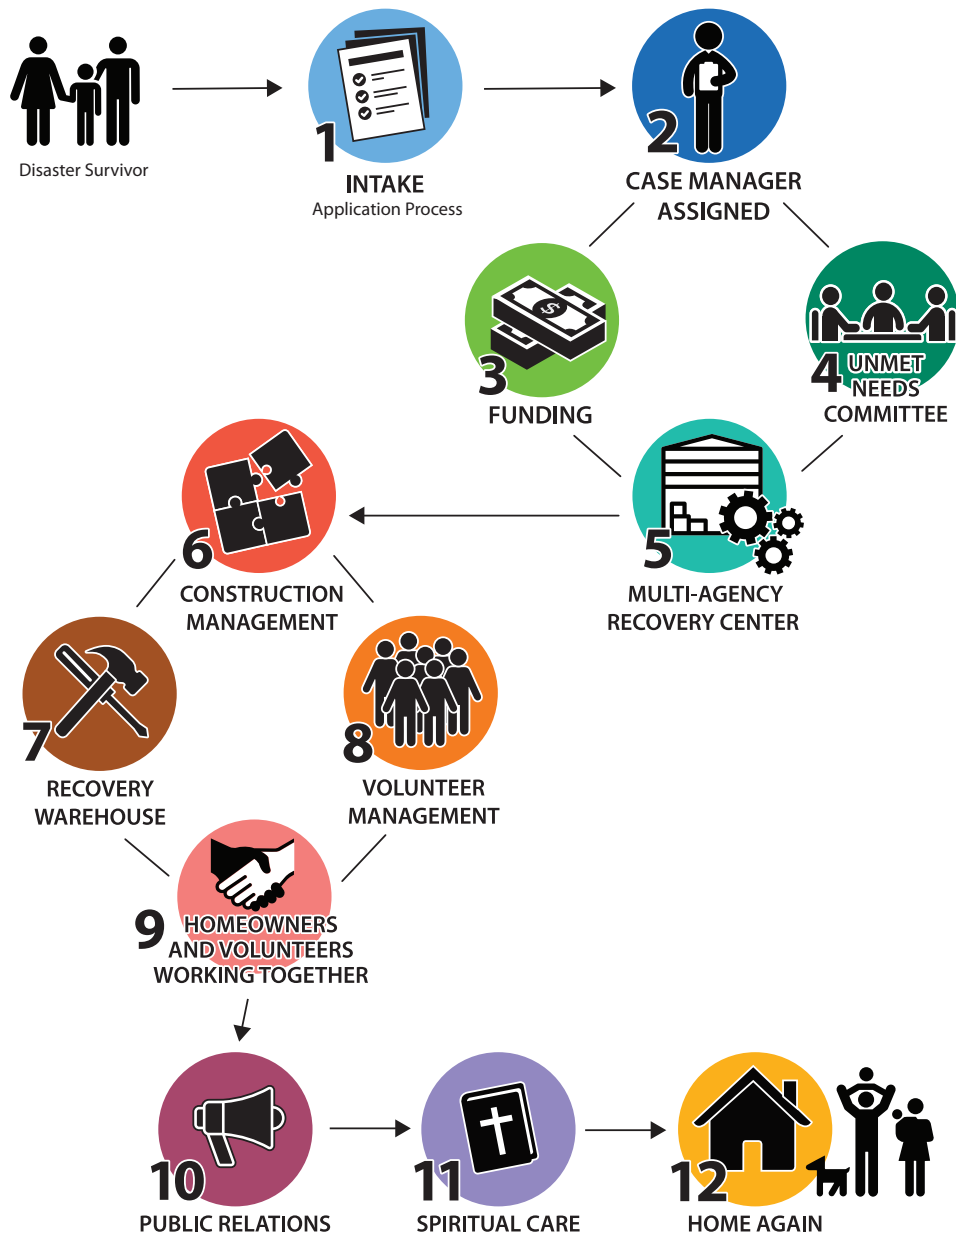 Disaster Survivor
1
INTAKE
Application Process
2
CASE MANAGER
ASSIGNED
3
FUNDING
4
UNMET
NEEDS
COMMITTEE
5
MULTI-AGENCY
RECOVERY CENTER
6
CONSTRUCTION
MANAGEMENT
7
RECOVERY
WAREHOUSE
8
VOLUNTEER
MANAGEMENT
9
HOMEOWNERS
AND VOLUNTEERS
WORKING TOGETHER
10
PUBLIC RELATIONS
11
SPIRITUAL CARE
12
HOME AGAIN
$